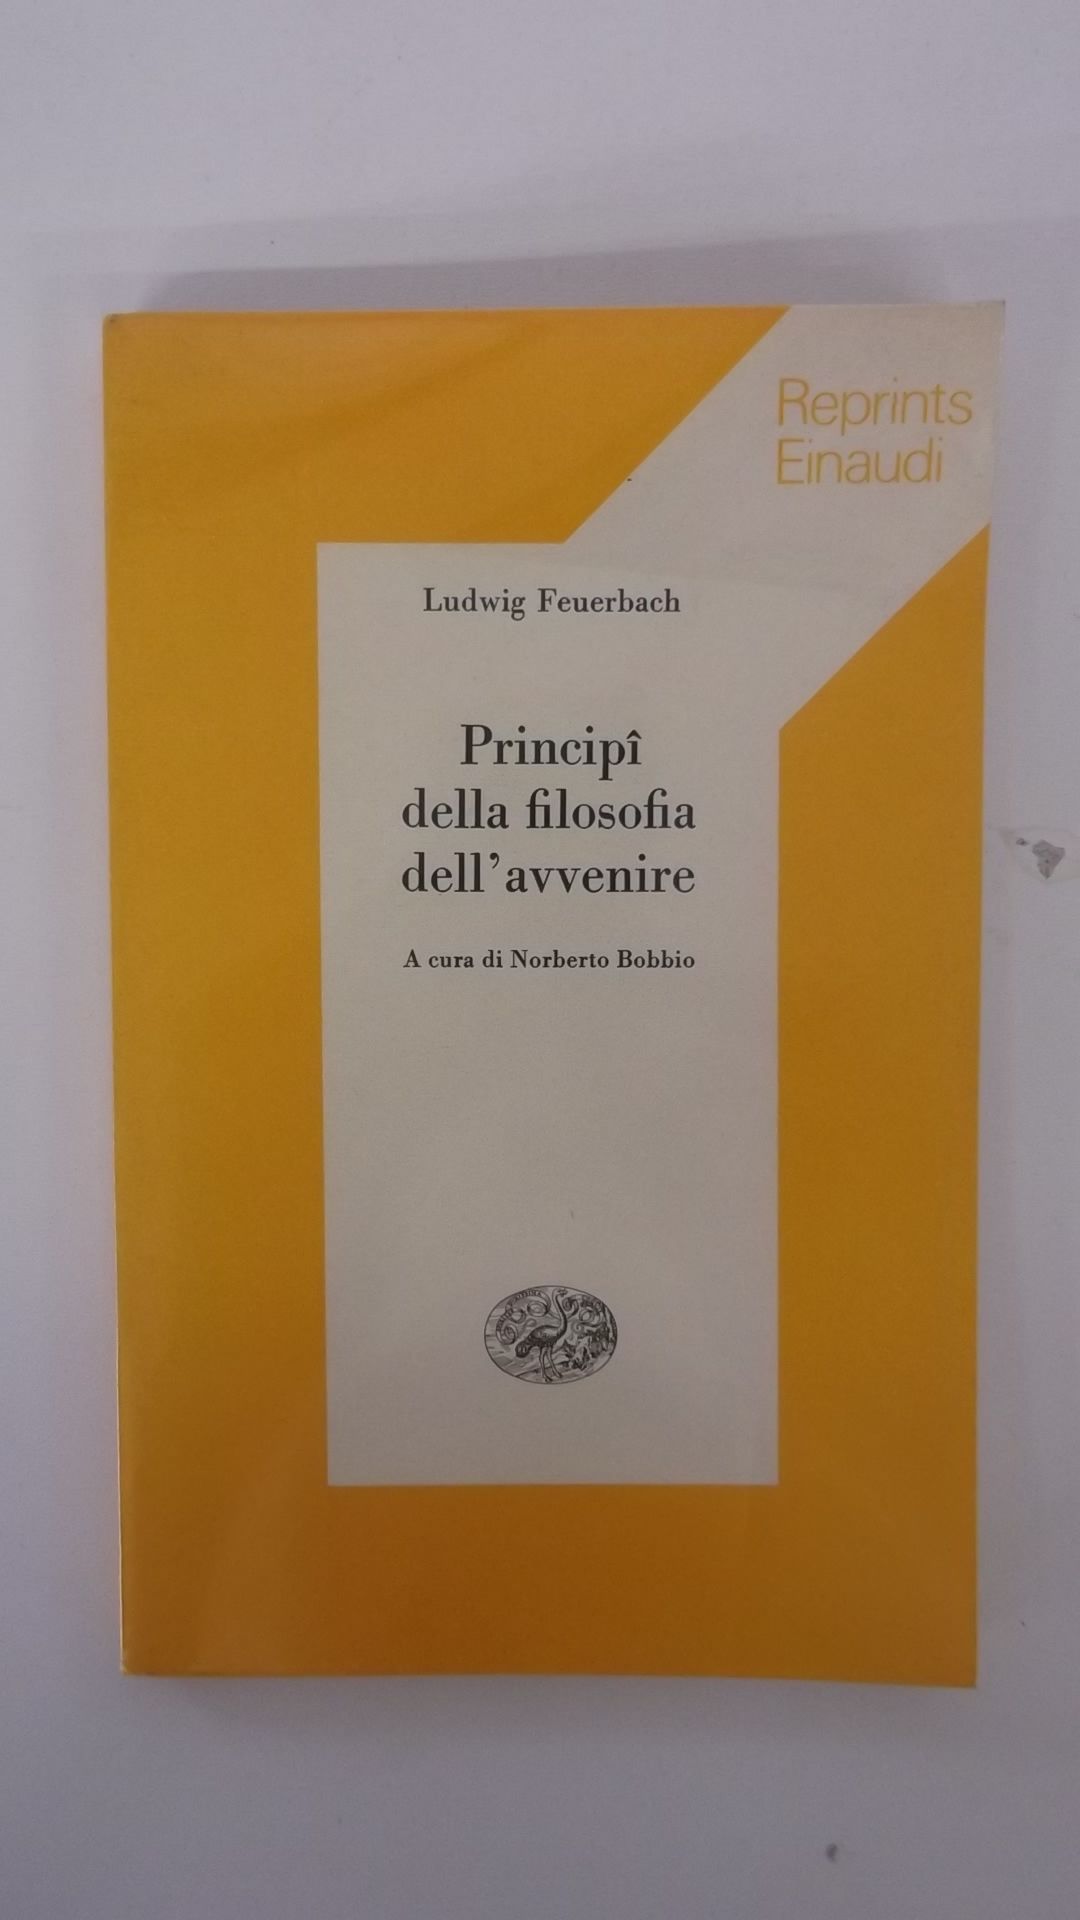 Reprints
Einaudi
Ludwig Feuerbach
Principî
della filosofia
dell'avvenire
A cura di Norberto Bobbio